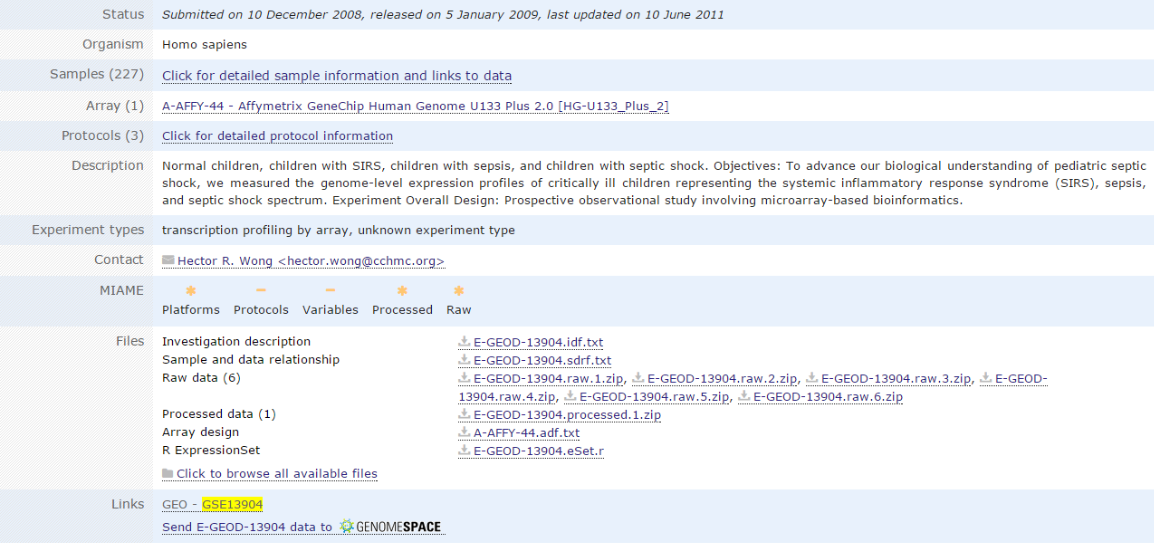 Status Submitted on 10 December 2008, released on 5 January 2009, last updated on 10 June 2011
Organism Homo sapiens
Samples (227) Click for detailed sample information and links to data
Array (1) A-AFFY-44 - Affymetrix GeneChip Human Genome U133 Plus 2.0 [HG-U133_Plus_2]
Protocols (3) Click for detailed protocol information
Description Normal children, children with SIRS, children with sepsis, and children with septic shock. Objectives: To advance our biological understanding of pediatric septic
shock, we measured the genome-level expression profiles of critically ill children representing the systemic inflammatory response syndrome (SIRS), sepsis,
and septic shock spectrum. Experiment Overall Design: Prospective observational study involving microarray-based bioinformatics.
Experiment types transcription profiling by array, unknown experiment type
Contact Hector R. Wong <hector.wong@cchmc.org>
MIAME * – – * *
Platforms Protocols Variables Processed Raw
Files Investigation description E-GEOD-13904.idf.txt
Sample and data relationship E-GEOD-13904.sdrf.txt
Raw data (6) E-GEOD-13904.raw.1.zip, E-GEOD-13904.raw.2.zip, E-GEOD-13904.raw.3.zip, E-GEOD-
13904.raw.4.zip, E-GEOD-13904.raw.5.zip, E-GEOD-13904.raw.6.zip
Processed data (1) E-GEOD-13904.processed.1.zip
Array design A-AFFY-44.adf.txt
R ExpressionSet E-GEOD-13904.eSet.r
Click to browse all available files
Links GEO - GSE13904
Send E-GEOD-13904 data to GENOMESPACE